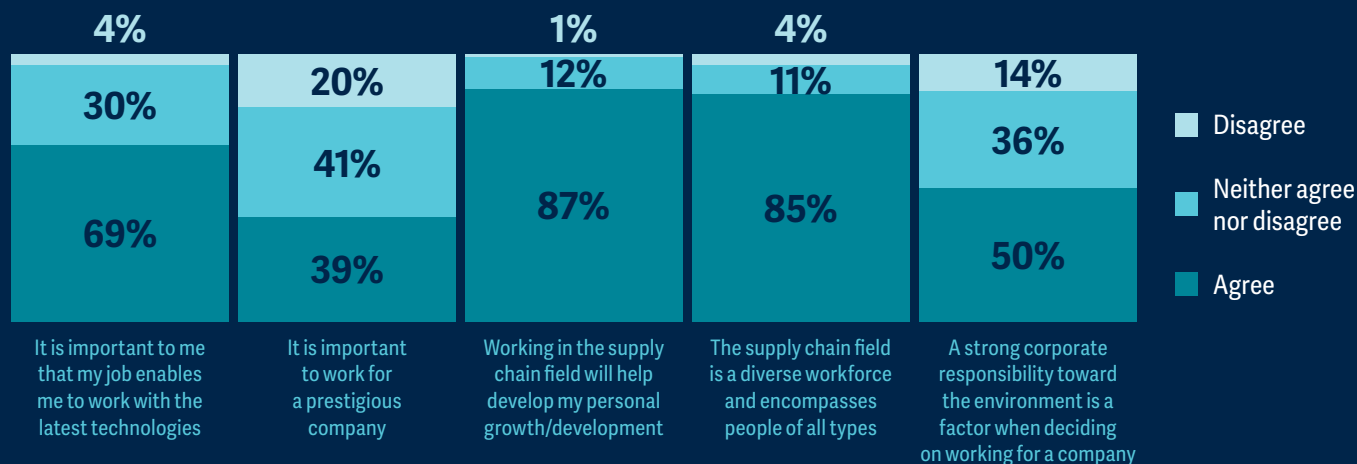 4%
30%
69%
It is important to me
that my job enables
me to work with the
latest technologies
20%
41%
39%
It is important
to work for
a prestigious
company
1%
12%
87%
Working in the supply
chain field will help
develop my personal
growth/development
4%
11%
85%
The supply chain field
is a diverse workforce
and encompasses
people of all types
14%
36%
50%
A strong corporate
responsibility toward
the environment is a
factor when deciding
on working for a company
Disagree
Neither agree
nor disagree
Agree